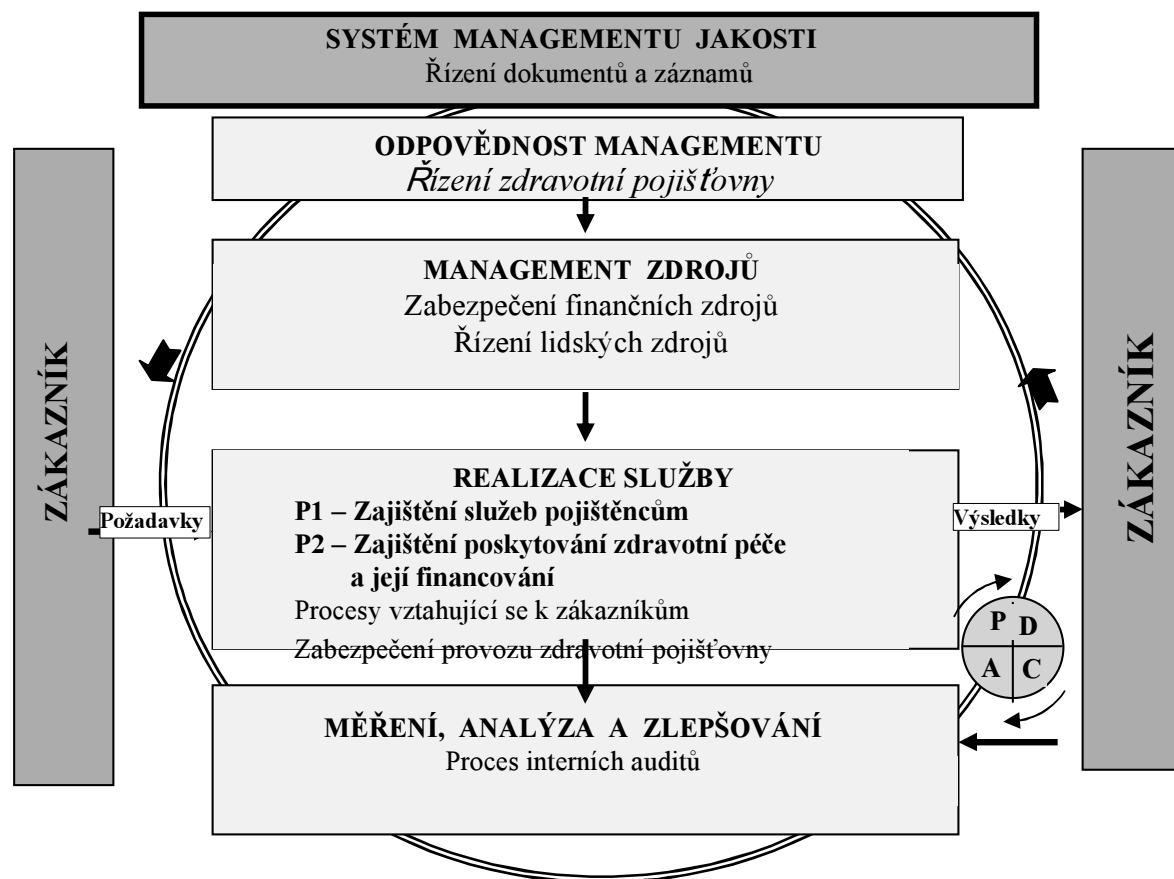 SYSTÉM MANAGEMENTU JAKOSTI
Řízení dokumentů a záznamů
ODPOVĚDNOST MANAGEMENTU
Řízení zdravotní pojišťovny
MANAGEMENT ZDROJŮ
Zabezpečení finančních zdrojů
Řízení lidských zdrojů
ZÁKAZNÍK
Požadavky
REALIZACE SLUŽBY
P1 – Zajištění služeb pojištěncům
P2 – Zajištění poskytování zdravotní péče
a její financování
Procesy vztahující se k zákazníkům
Zabezpečení provozu zdravotní pojišťovny
Výsledky
ZÁKAZNÍK
P D
A C
MĚŘENÍ, ANALÝZA A ZLEPŠOVÁNÍ
Proces interních auditů